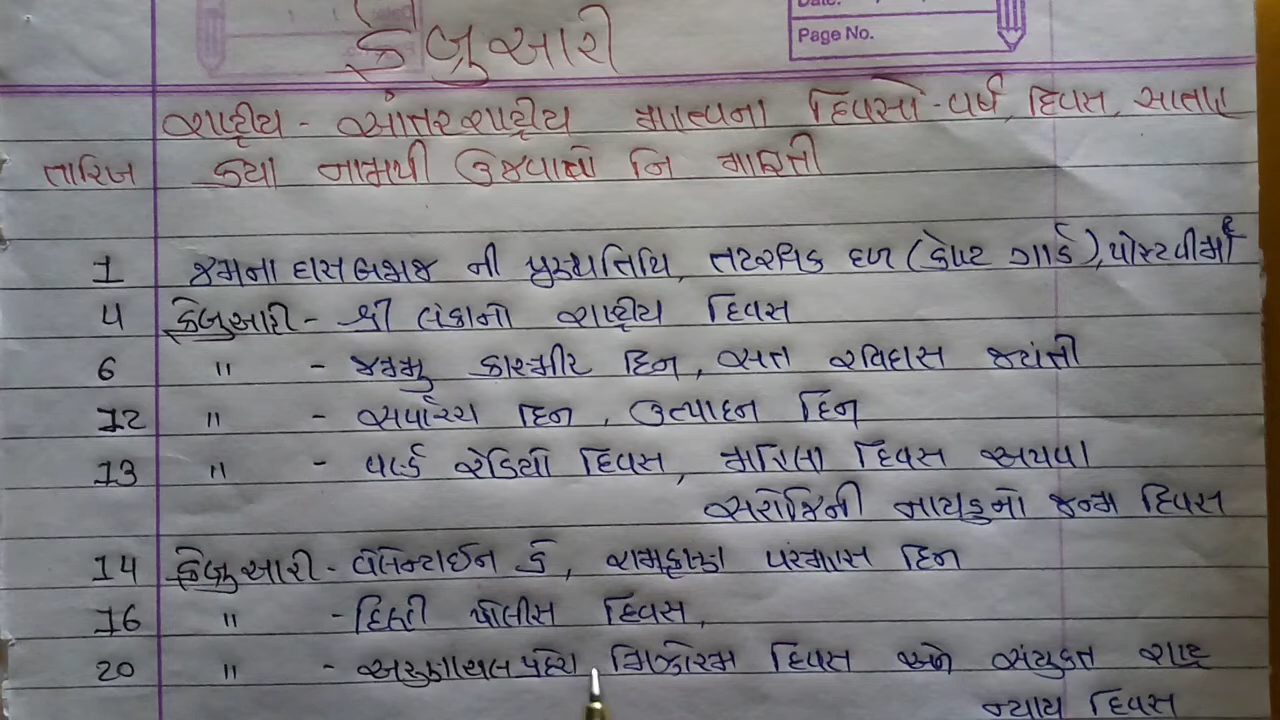 Date.
Page No.
ફેબ્રુઆરી
રાષ્ટ્રીય - આંતરરાષ્ટ્રીય મહત્વના દિવસો - વર્ષ, દિવસ, સપ્તાહ
તારિખ ક્યા નામથી ઉજવાશે નિ માહિતી
1 જમના દાસ બજાજ ની પુણ્યતિથિ, તટરક્ષક દળ (કોસ્ટ ગાર્ડ), પોસ્ટવીમાં
4 ફેબ્રુઆરી - શ્રી લંકાનો રાષ્ટ્રીય દિવસ
6 " - જમ્મુ કાશ્મીર દિન, સંત રવિદાસ જયંતી
12 " - સર્વોદય દિન, ઉત્પાદન દિન
13 " - વર્લ્ડ રેડિયો દિવસ, મહિલા દિવસ અથવા
સરોજિની નાયડુનો જન્મ દિવસ
14 ફેબ્રુઆરી - વેલેન્ટાઈન ડે, રામકૃષ્ણ પરમહંસ દિન
16 " - દિલ્હી પોલીસ દિવસ,
20 " - અરુણાચલ પ્રદેશ, મિઝોરમ દિવસ અને સંયુક્ત રાષ્ટ્ર
ન્યાય દિવસ